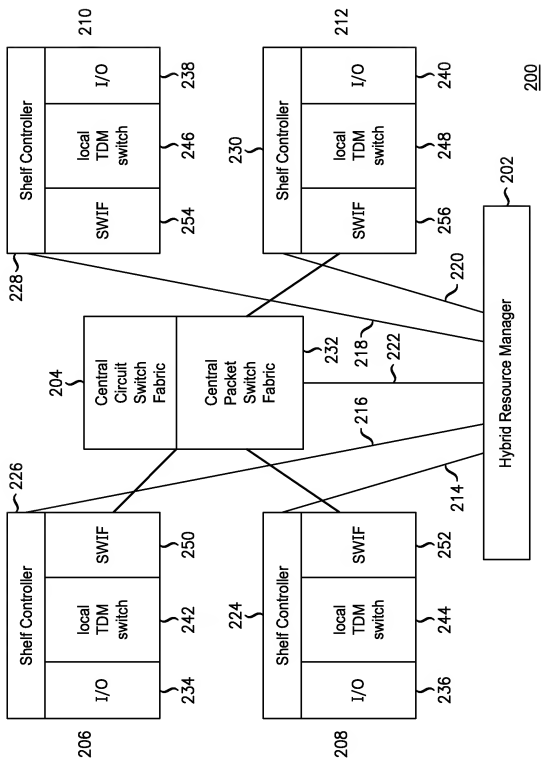 206
Shelf Controller
226
I/O
local
TDM
switch
SWIF
234
242
250
204
Central
Circuit
Switch
Fabric
Central
Packet
Switch
Fabric
232
210
228
Shelf Controller
SWIF
local
TDM
switch
I/O
254
246
238
208
224
Shelf Controller
I/O
local
TDM
switch
SWIF
236
244
252
212
230
Shelf Controller
SWIF
local
TDM
switch
I/O
256
248
240
216
218
222
214
220
Hybrid Resource Manager
202
200